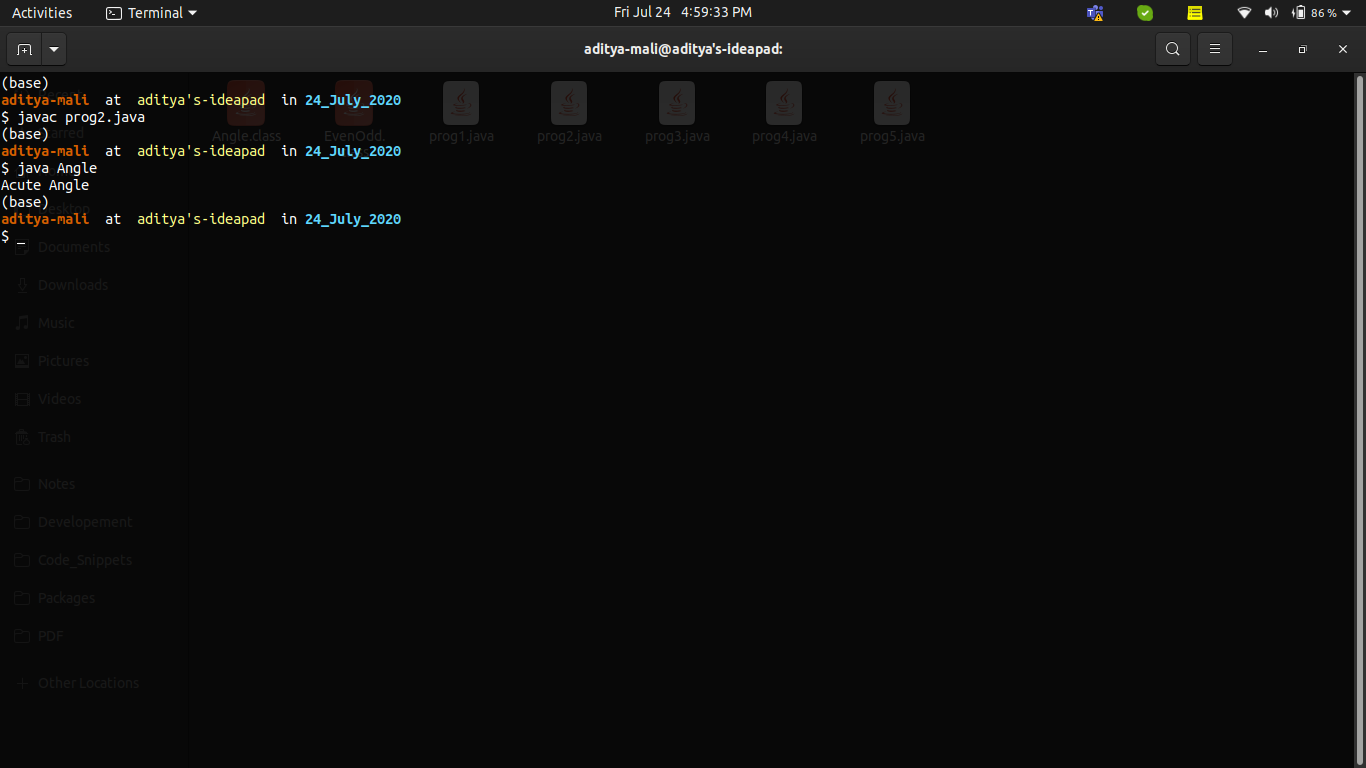 Activities Terminal Fri Jul 24 4:59:33 PM 86%
aditya-mali@aditya's-ideapad:
(base)
aditya-mali at aditya's-ideapad in 24_July_2020
$ javac prog2.java
(base)
aditya-mali at aditya's-ideapad in 24_July_2020
$ java Angle
Acute Angle
(base)
aditya-mali at aditya's-ideapad in 24_July_2020
$ _
Angle.class EvenOdd. prog1.java prog2.java prog3.java prog4.java prog5.java
Desktop
Documents
Downloads
Music
Pictures
Videos
Trash
Notes
Developement
Code_Snippets
Packages
PDF
+ Other Locations